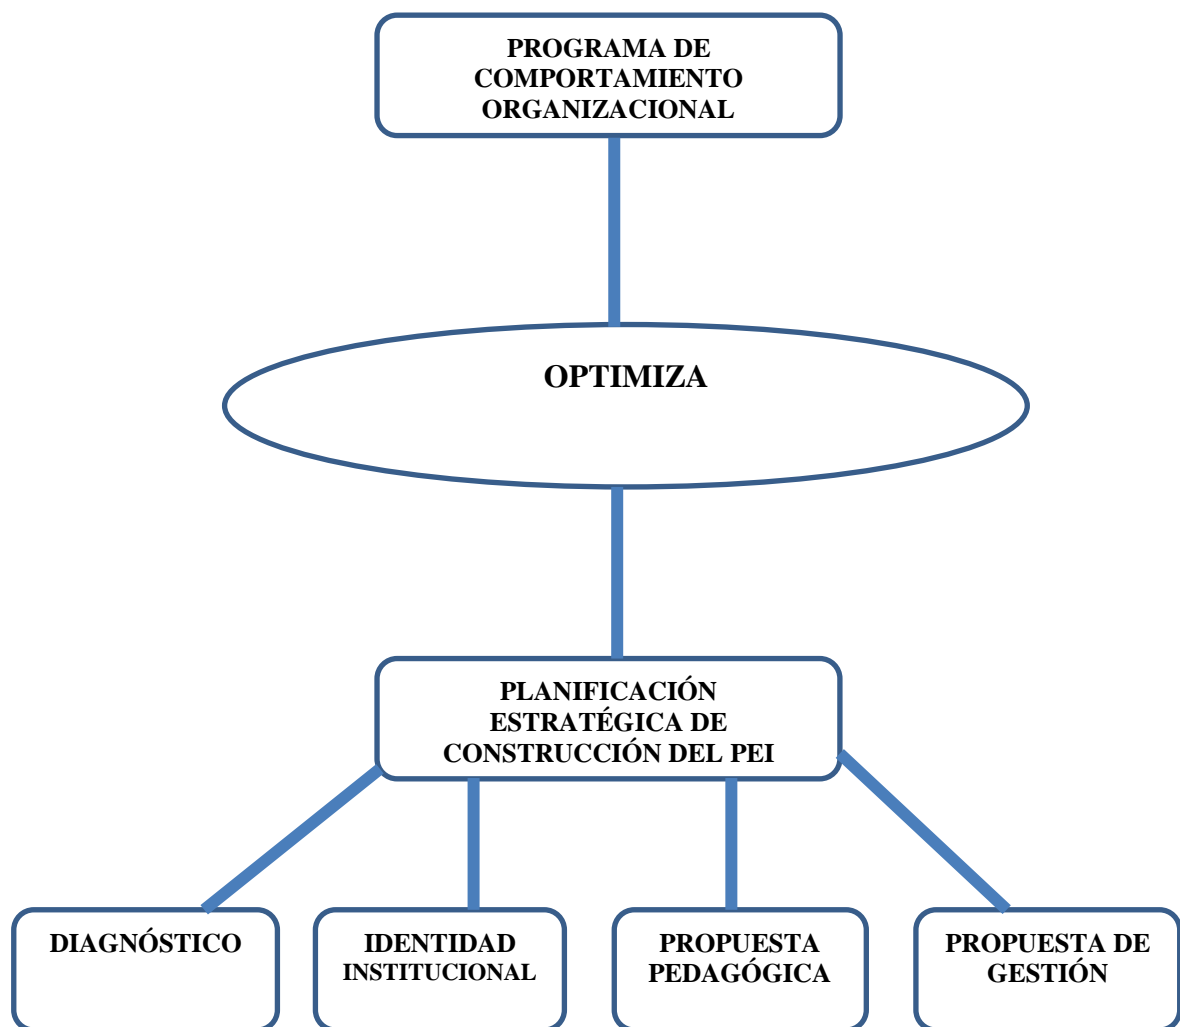 PROGRAMA DE
COMPORTAMIENTO
ORGANIZACIONAL
OPTIMIZA
PLANIFICACIÓN
ESTRATÉGICA DE
CONSTRUCCIÓN DEL PEI
DIAGNÓSTICO
IDENTIDAD
INSTITUCIONAL
PROPUESTA
PEDAGÓGICA
PROPUESTA DE
GESTIÓN